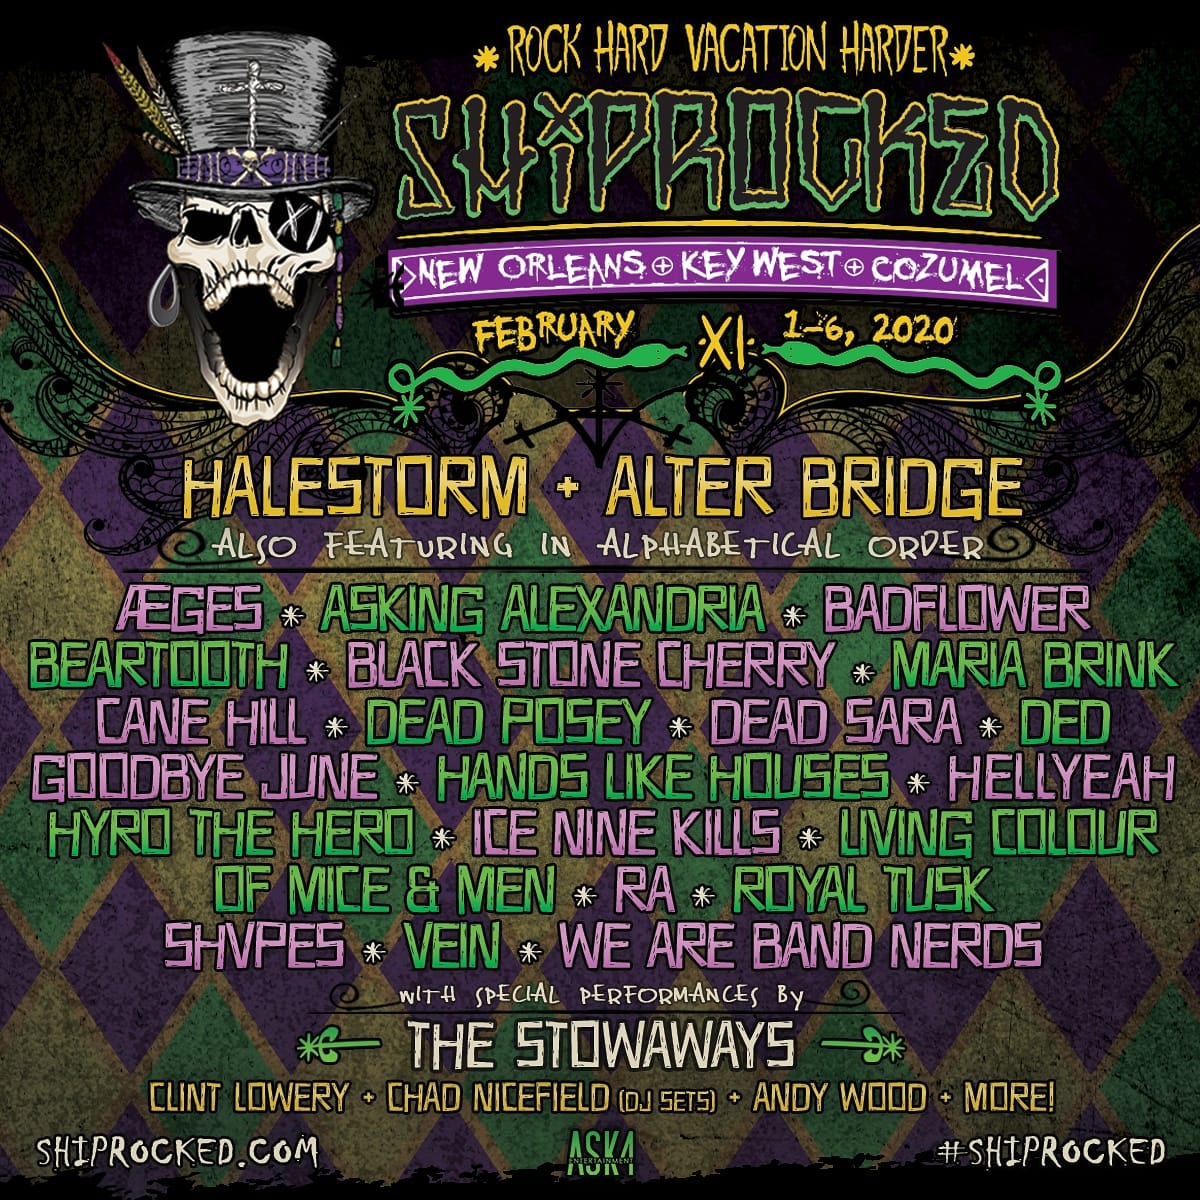 * ROCK HARD VACATION HARDER *
SHIPROCKED
NEW ORLEANS + KEY WEST + COZUMEL
FEBRUARY XI 1-6, 2020
HALESTORM + ALTER BRIDGE
ALSO FEATURING IN ALPHABETICAL ORDER
ÆGES * ASKING ALEXANDRIA * BADFLOWER
BEARTOOTH * BLACK STONE CHERRY * MARIA BRINK
CANE HILL * DEAD POSEY * DEAD SARA * DED
GOODBYE JUNE * HANDS LIKE HOUSES * HELLYEAH
HYRO THE HERO * ICE NINE KILLS * LIVING COLOUR
OF MICE & MEN * RA * ROYAL TUSK
SHVPES * VEIN * WE ARE BAND NERDS
WITH SPECIAL PERFORMANCES BY
THE STOWAWAYS
CLINT LOWERY + CHAD NICEFIELD (DJ SETS) + ANDY WOOD + MORE!
SHIPROCKED.COM
ASK4
ENTERTAINMENT
#SHIPROCKED